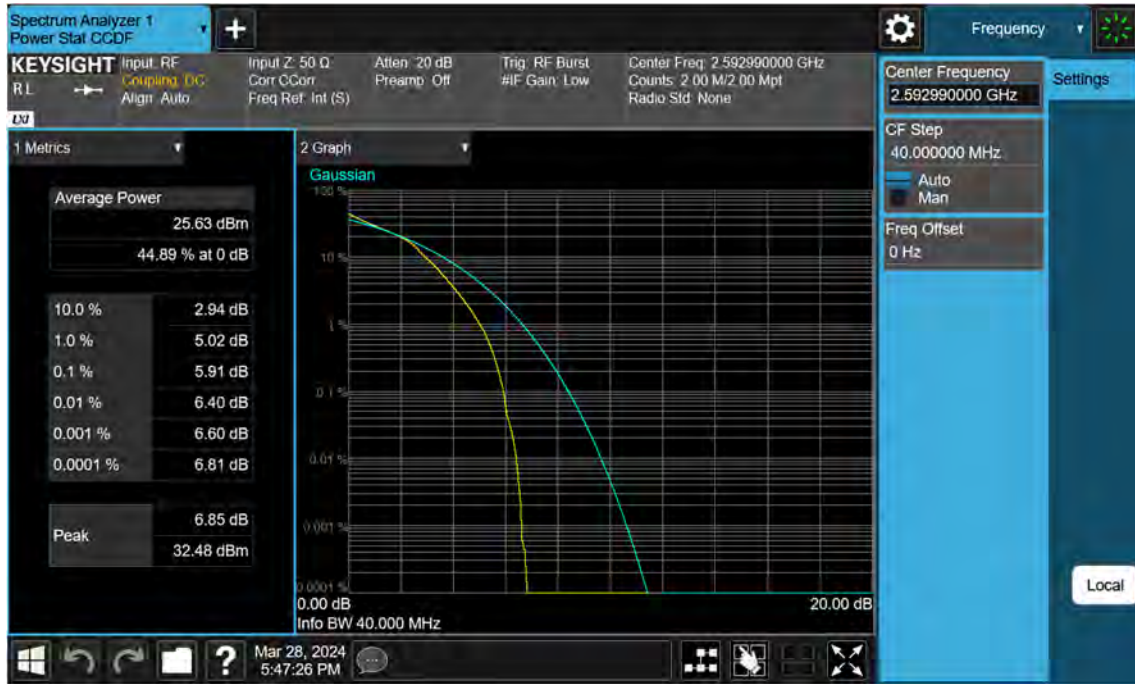 Spectrum Analyzer 1
Power Stat CCDF
+
Frequency
KEYSIGHT
R L
LXI
Input: RF
Coupling: DC
Align: Auto
Input Z: 50 Ω
Corr CCorr
Freq Ref: Int (S)
Atten: 20 dB
Preamp: Off
Trig: RF Burst
#IF Gain: Low
Center Freq: 2.592990000 GHz
Counts: 2.00 M/2.00 Mpt
Radio Std: None
Center Frequency
2.592990000 GHz
Settings
CF Step
40.000000 MHz
Auto
Man
Freq Offset
0 Hz
Local
1 Metrics
Average Power
25.63 dBm
44.89 % at 0 dB
10.0 % 2.94 dB
1.0 % 5.02 dB
0.1 % 5.91 dB
0.01 % 6.40 dB
0.001 % 6.60 dB
0.0001 % 6.81 dB
Peak
6.85 dB
32.48 dBm
2 Graph
Gaussian
100 %
10 %
1 %
0.1 %
0.01 %
0.001 %
0.0001 %
0.00 dB 20.00 dB
Info BW 40.000 MHz
?
Mar 28, 2024
5:47:26 PM